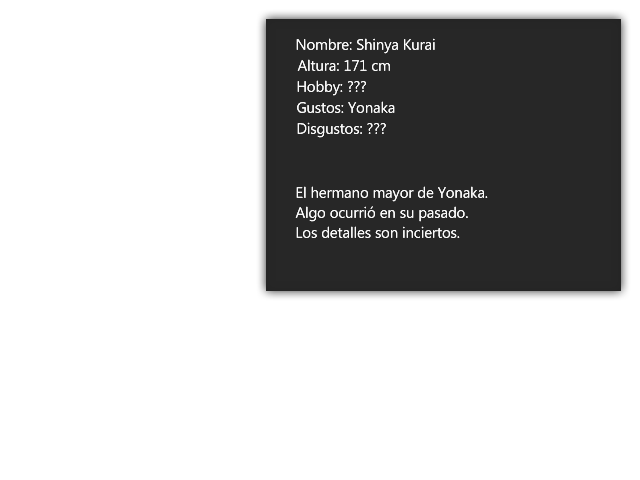 Nombre: Shinya Kurai
Altura: 171 cm
Hobby: ???
Gustos: Yonaka
Disgustos: ???
El hermano mayor de Yonaka.
Algo ocurrió en su pasado.
Los detalles son inciertos.